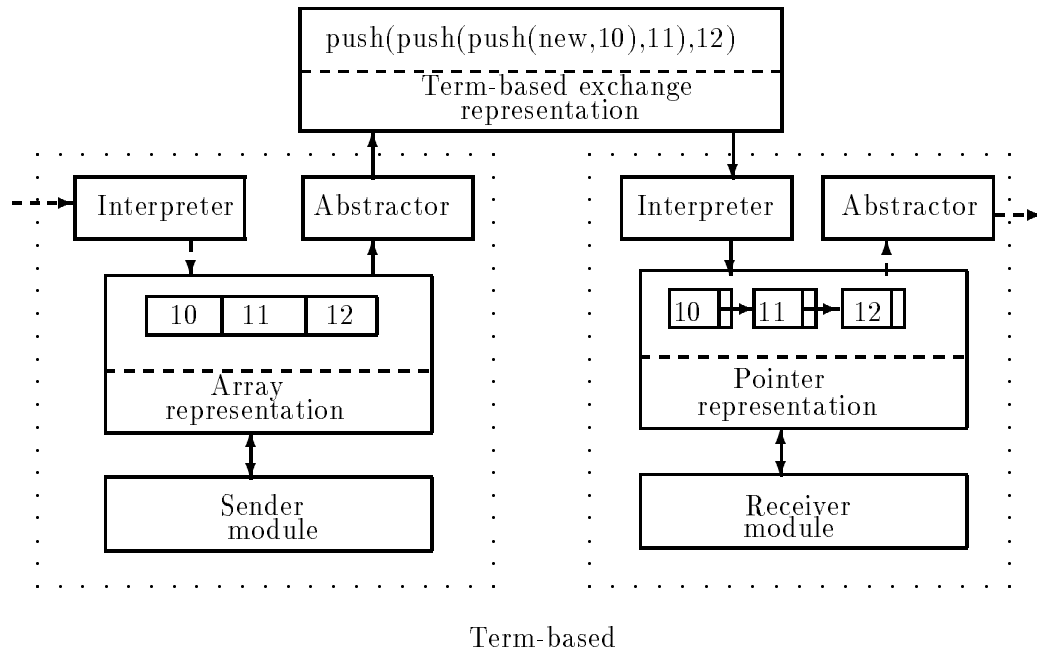 push(push(push(new,10),11),12)
Term-based exchange
representation
Interpreter
Abstractor
Interpreter
Abstractor
10 11 12
10 11 12
Array
representation
Pointer
representation
Sender
module
Receiver
module
Term-based